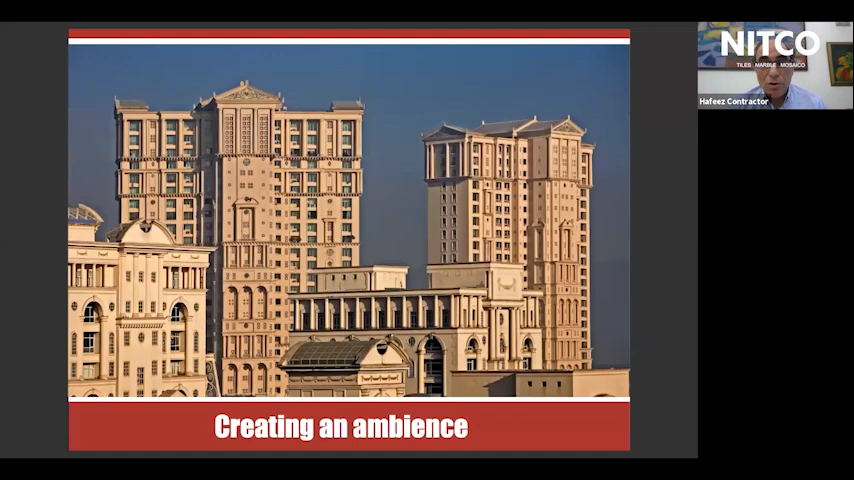 NITCO
TILES MARBLE MOSAICO
Hafeez Contractor
Creating an ambience